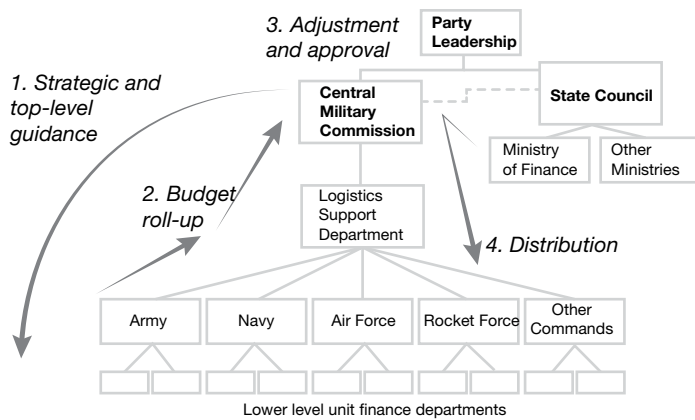 3. Adjustment
and approval
Party
Leadership
1. Strategic and
top-level
guidance
Central
Military
Commission
State Council
Ministry
of Finance
Other
Ministries
2. Budget
roll-up
Logistics
Support
Department
4. Distribution
Army
Navy
Air Force
Rocket Force
Other
Commands
Lower level unit finance departments